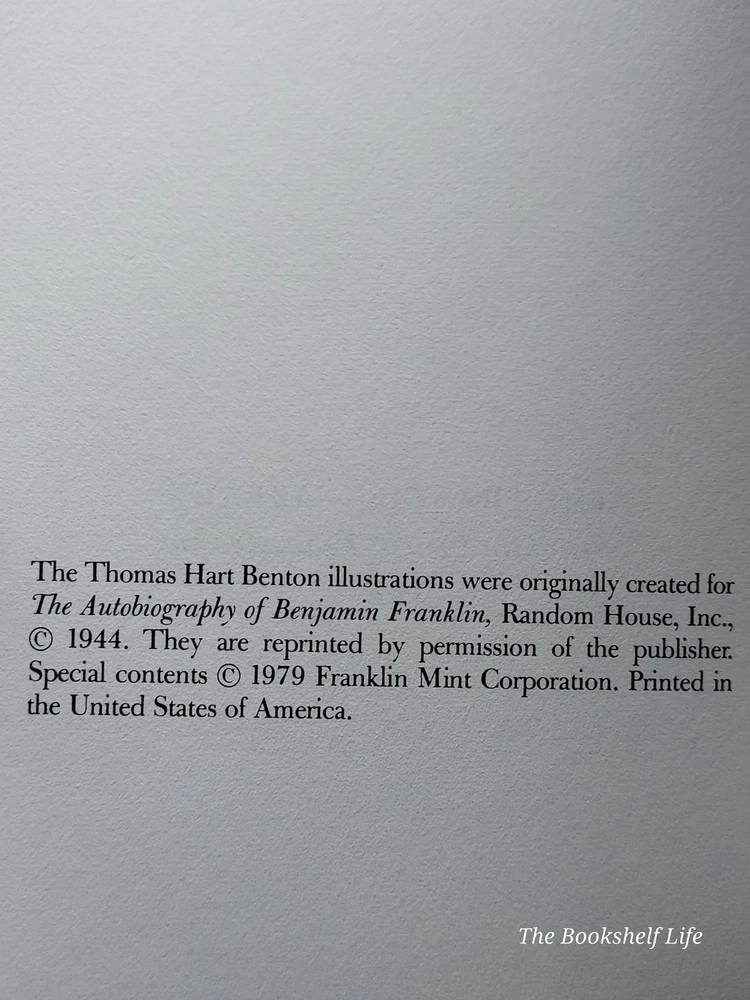 The Thomas Hart Benton illustrations were originally created for
The Autobiography of Benjamin Franklin, Random House, Inc.,
© 1944. They are reprinted by permission of the publisher.
Special contents © 1979 Franklin Mint Corporation. Printed in
the United States of America.
The Bookshelf Life